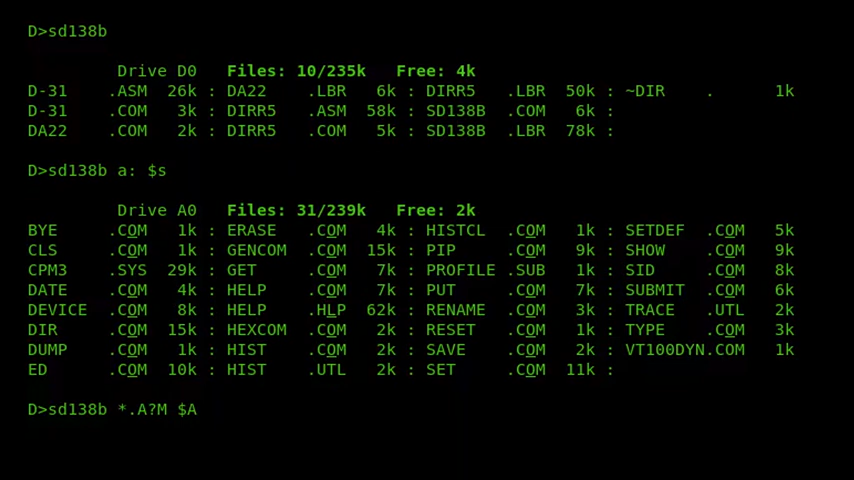 D>sd138b
         Drive D0   Files: 10/235k   Free: 4k
D-31    .ASM  26k : DA22    .LBR   6k : DIRR5   .LBR  50k : ~DIR    .      1k
D-31    .COM   3k : DIRR5   .ASM  58k : SD138B  .COM   6k :
DA22    .COM   2k : DIRR5   .COM   5k : SD138B  .LBR  78k :
D>sd138b a: $s
         Drive A0   Files: 31/239k   Free: 2k
BYE     .COM   1k : ERASE   .COM   4k : HISTCL  .COM   1k : SETDEF  .COM   5k
CLS     .COM   1k : GENCOM  .COM  15k : PIP     .COM   9k : SHOW    .COM   9k
CPM3    .SYS  29k : GET     .COM   7k : PROFILE .SUB   1k : SID     .COM   8k
DATE    .COM   4k : HELP    .COM   7k : PUT     .COM   7k : SUBMIT  .COM   6k
DEVICE  .COM   8k : HELP    .HLP  62k : RENAME  .COM   3k : TRACE   .UTL   2k
DIR     .COM  15k : HEXCOM  .COM   2k : RESET   .COM   1k : TYPE    .COM   3k
DUMP    .COM   1k : HIST    .COM   2k : SAVE    .COM   2k : VT100DYN.COM   1k
ED      .COM  10k : HIST    .UTL   2k : SET     .COM  11k :
D>sd138b *.A?M $A